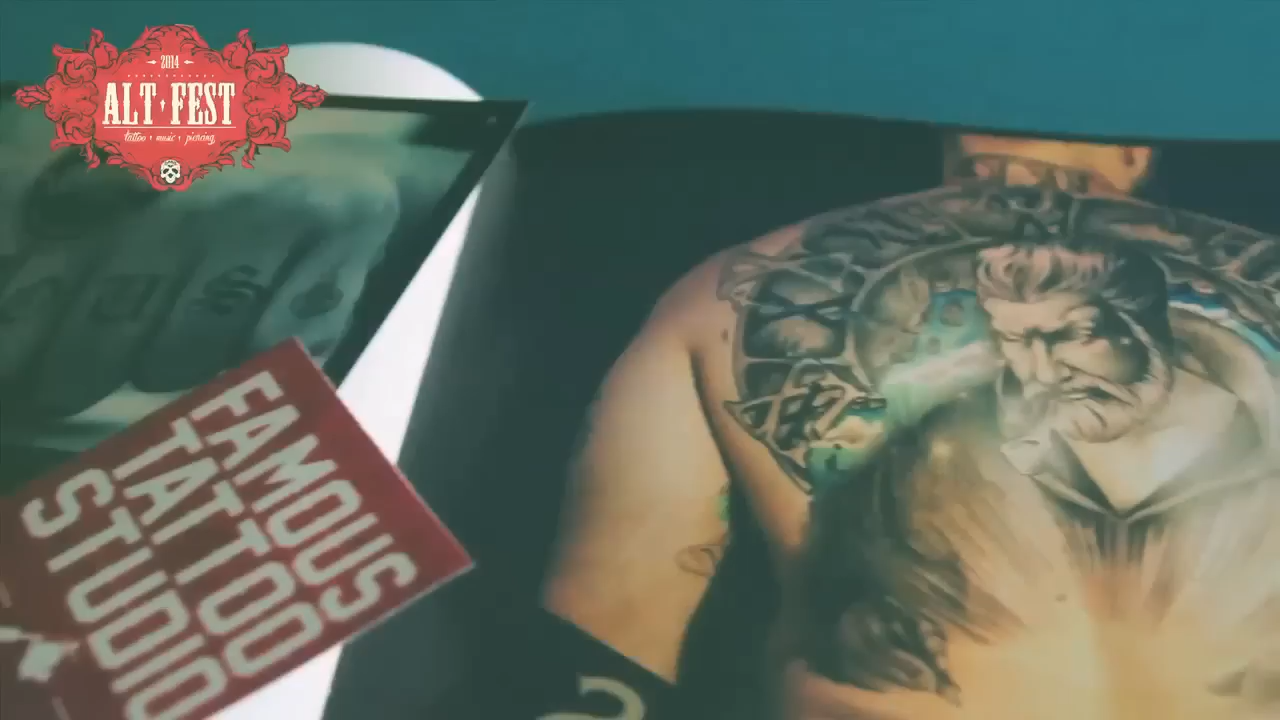 2014
ALT FEST
tattoo music piercing
FAMOUS
TATTOO
STUDIO